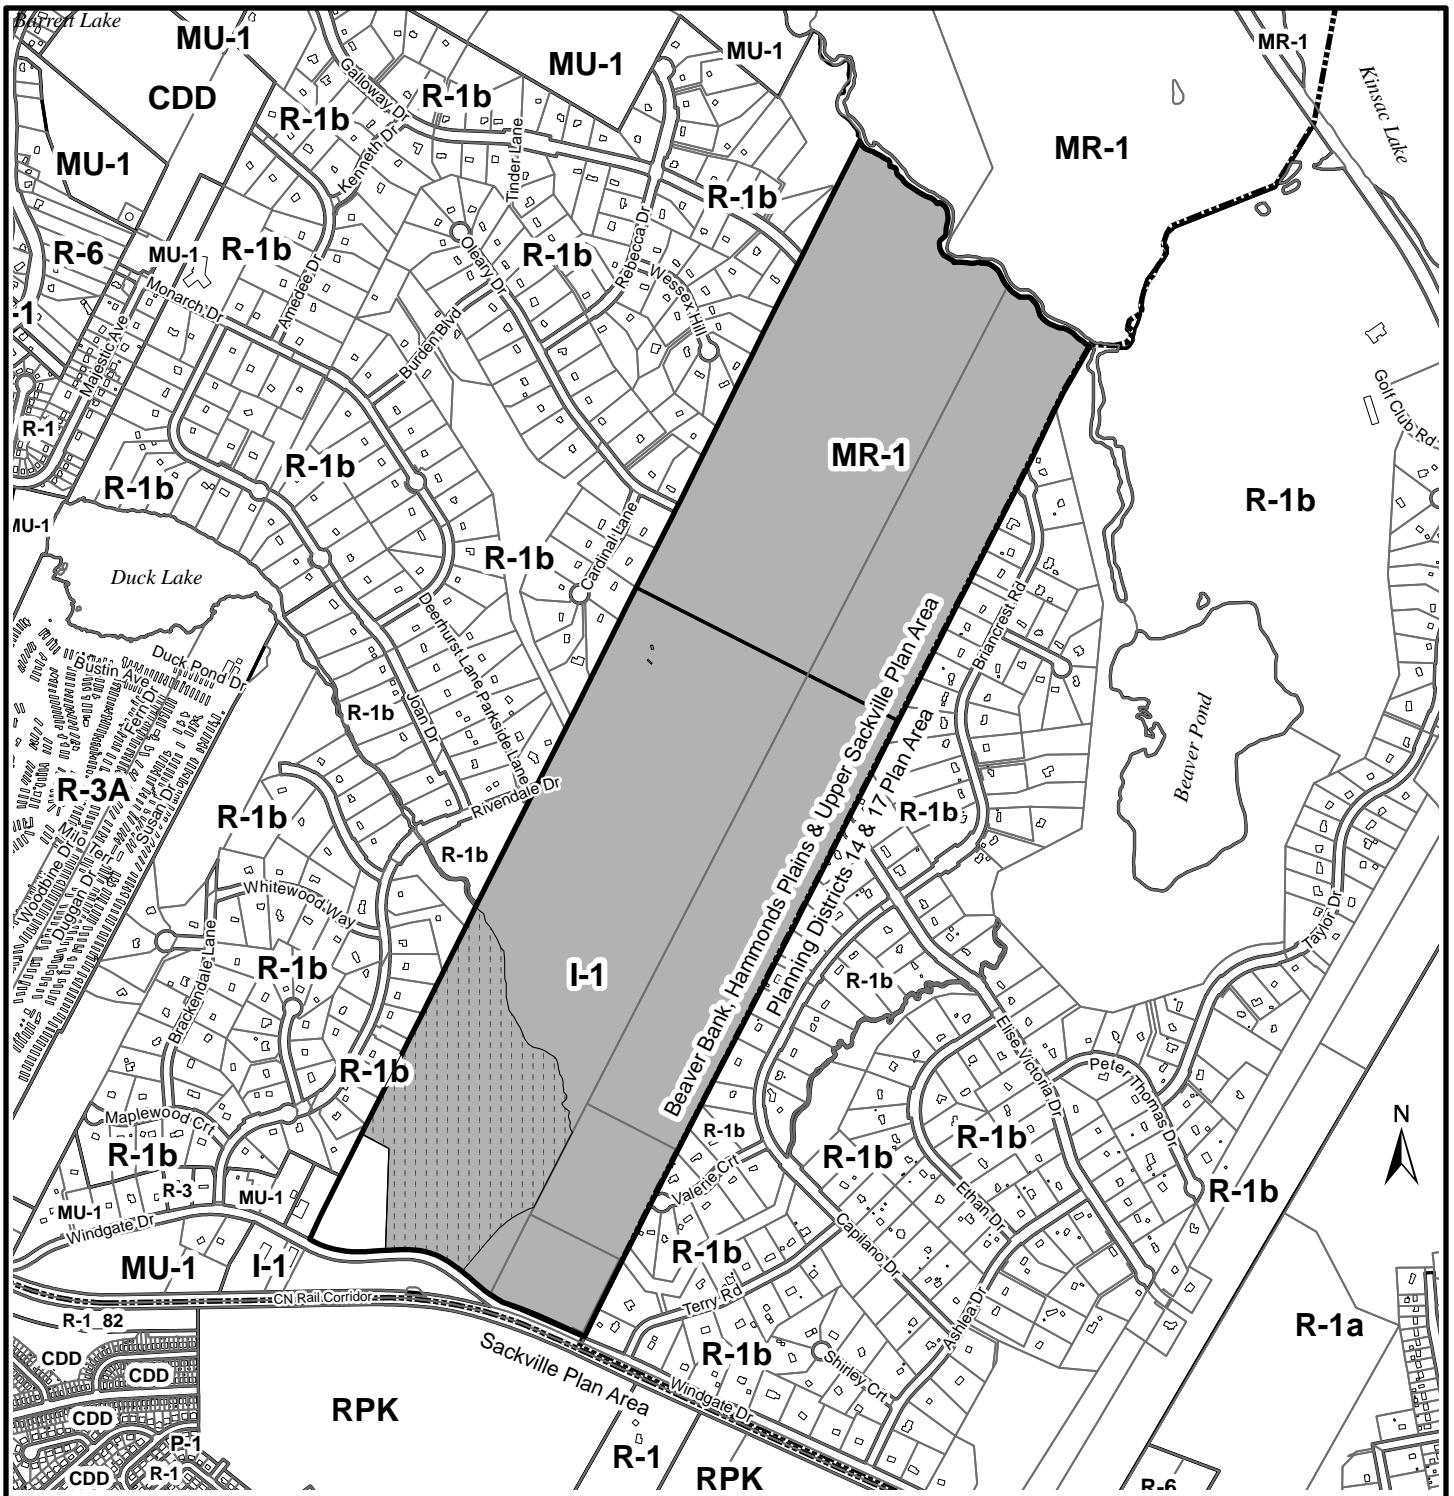 Barrett Lake
MU-1
MU-1
MU-1
MR-1
Kinsac Lake
CDD
Galloway Dr
R-1b
R-1b
Kenneth Dr
Tinder Lane
MR-1
MU-1
R-1b
R-6
MU-1
R-1b
Oleary Dr
R-1b
Rebecca Dr
Wessex Hill
Monarch Dr
Amedee Dr
-1
Majestic Ave
Burden Blvd
Golf Club Rd
R-1
R-1b
R-1b
MR-1
R-1b
MU-1
Duck Lake
R-1b
Cardinal Lane
Deerhurst Lane
Parkside Lane
Joan Dr
Briancrest Rd
Duck Pond Dr
Bustin Ave
Fern Dr
R-1b
Beaver Pond
R-3A
Susan Dr
Milo Terr
Woodbine Dr
Duggan Dr
R-1b
Rivendale Dr
R-1b
R-1b
Whitewood Way
Beaver Bank, Hammonds Plains & Upper Sackville Plan Area
Planning Districts 14 & 17 Plan Area
Taylor Dr
Brackendale Lane
R-1b
I-1
R-1b
Elise Victoria Dr
R-1b
Peter Thomas Dr
N
Maplewood Crt
R-1b
R-1b
R-1b
R-1b
R-3
MU-1
Valerie Crt
Ethan Dr
R-1b
MU-1
Windgate Dr
Capilano Dr
MU-1
I-1
R-1b
CN Rail Corridor
Terry Rd
Ashlea Dr
R-1_82
R-1a
Sackville Plan Area
R-1b
Shirley Crt
CDD
CDD
Windgate Dr
CDD
RPK
P-1
R-1
R-1
CDD
RPK
R-6